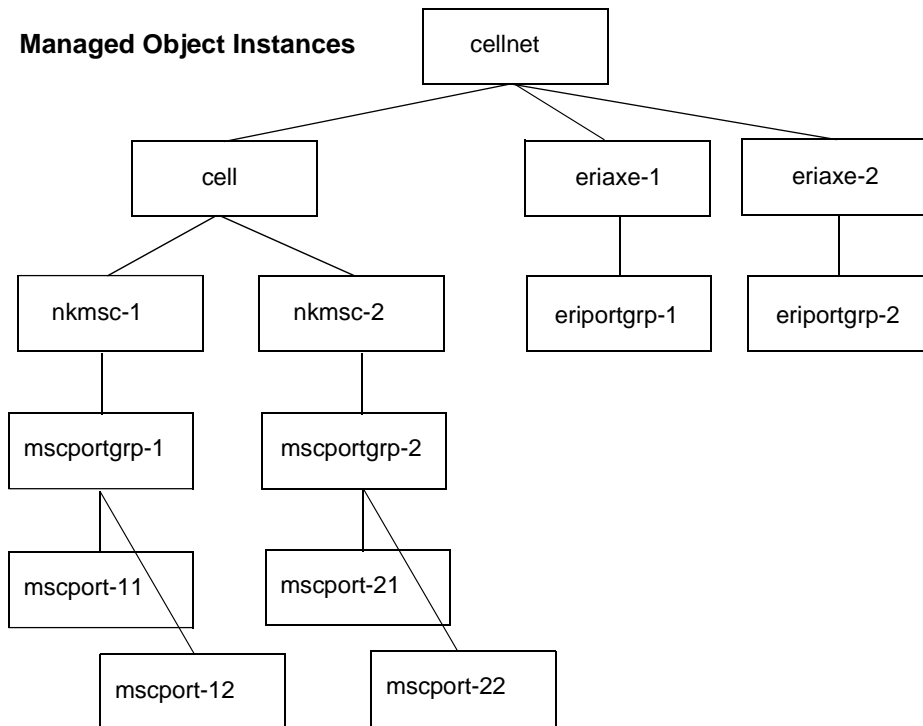 Managed Object Instances
cellnet
cell
eriaxe-1
eriaxe-2
nkmsc-1
nkmsc-2
eriportgrp-1
eriportgrp-2
mscportgrp-1
mscportgrp-2
mscport-11
mscport-21
mscport-12
mscport-22